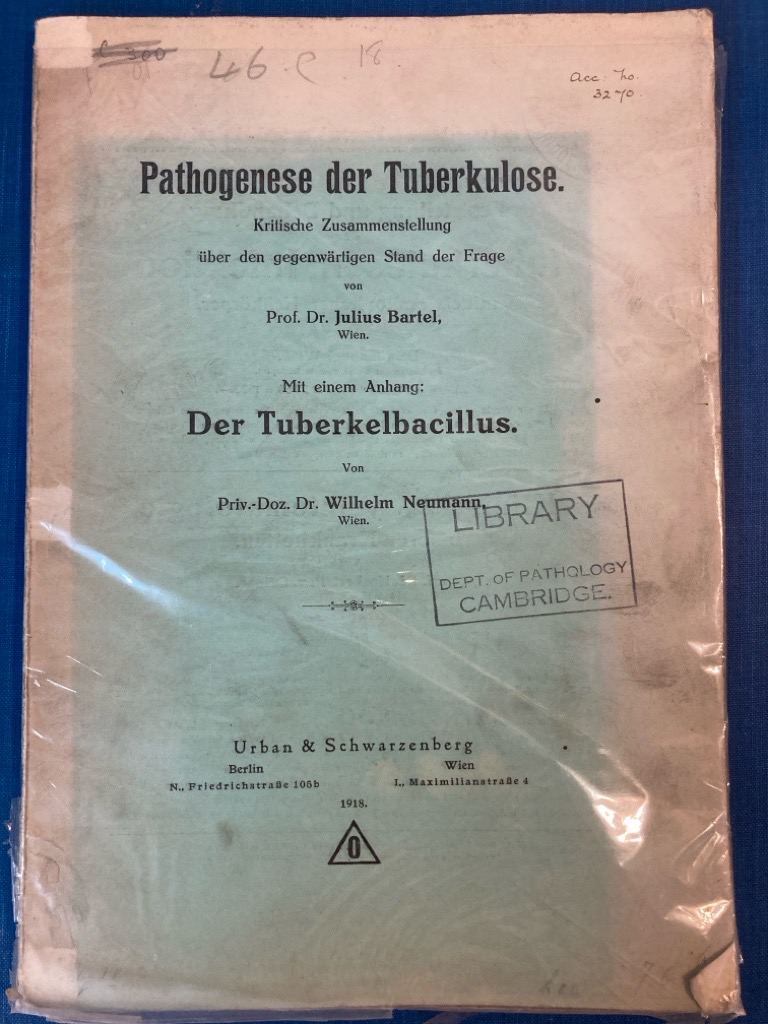 46.C.18.
Acc. No.
3270.
Pathogenese der Tuberkulose.
Kritische Zusammenstellung
über den gegenwärtigen Stand der Frage
von
Prof. Dr. Julius Bartel,
Wien.
Mit einem Anhang:
Der Tuberkelbacillus.
Von
Priv.-Doz. Dr. Wilhelm Neumann,
Wien.
LIBRARY
DEPT. OF PATHOLOGY
CAMBRIDGE.
Urban & Schwarzenberg
Berlin Wien
N., Friedrichstraße 105b I., Maximilianstraße 4
1918.
O